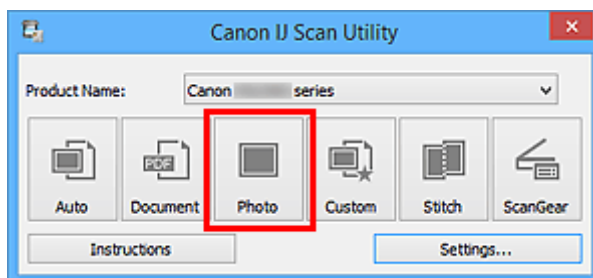 Canon IJ Scan Utility
Product Name: Canon series
PDF
Auto Document Photo Custom Stitch ScanGear
Instructions Settings...